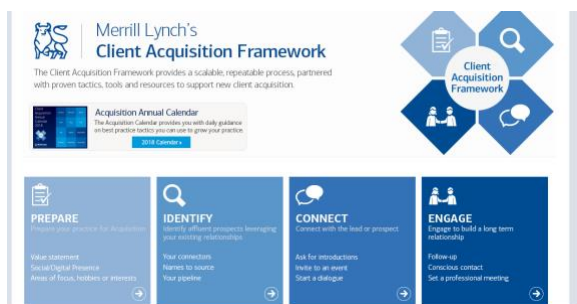 Merrill Lynch's
Client Acquisition Framework
The Client Acquisition Framework provides a scalable, repeatable process, partnered
with proven tactics, tools and resources to support new client acquisition.
Acquisition Annual Calendar
The Acquisition Calendar provides you with daily guidance
on best practice tactics you can use to grow your practice.
2018 Calendar
Client
Acquisition
Framework
PREPARE
Prepare your practice for Acquisition
Value statement
Social/Digital Presence
Areas of focus, hobbies or interests
IDENTIFY
Identify affluent prospects leveraging
your existing relationships
Your connectors
Names to source
Your pipeline
CONNECT
Connect with the lead or prospect
Ask for introductions
Invite to an event
Start a dialogue
ENGAGE
Engage to build a long term
relationship
Follow-up
Conscious contact
Set a professional meeting